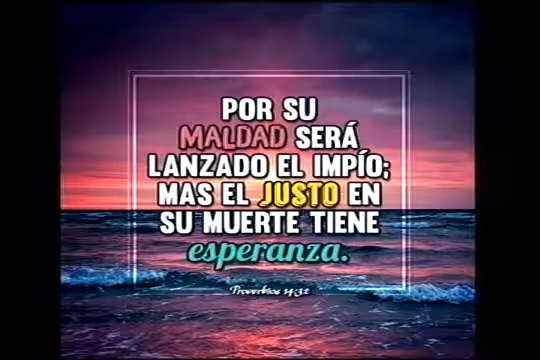 POR SU
MALDAD SERÁ
LANZADO EL IMPÍO;
MAS EL JUSTO EN
SU MUERTE TIENE
esperanza.
Proverbios 14:32